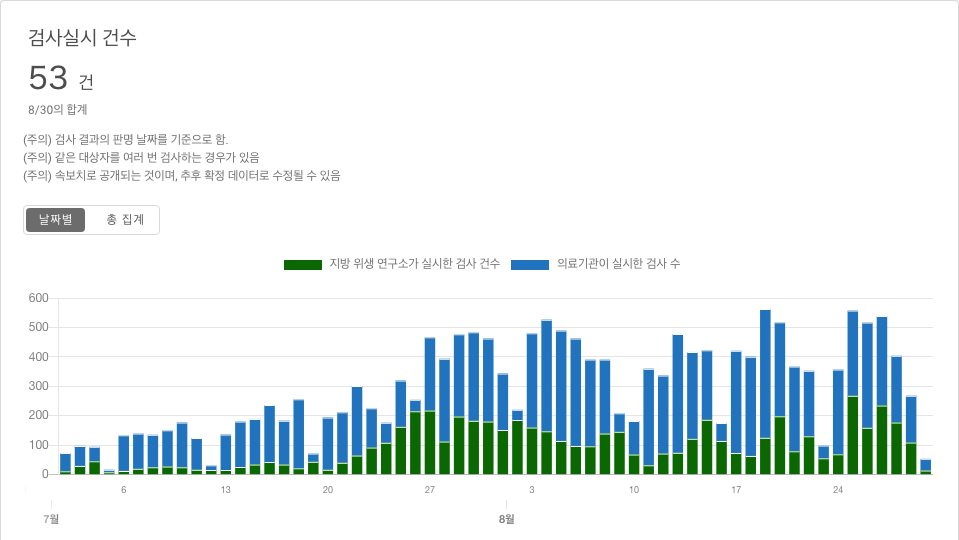 검사실시 건수
53 건
8/30의 합계
(주의) 검사 결과의 판명 날짜를 기준으로 함.
(주의) 같은 대상자를 여러 번 검사하는 경우가 있음
(주의) 속보치로 공개되는 것이며, 추후 확정 데이터로 수정될 수 있음
날짜별 총 집계
지방 위생 연구소가 실시한 검사 건수 의료기관이 실시한 검사 수
600
500
400
300
200
100
0
6 13 20 27 3 10 17 24
7월 8월